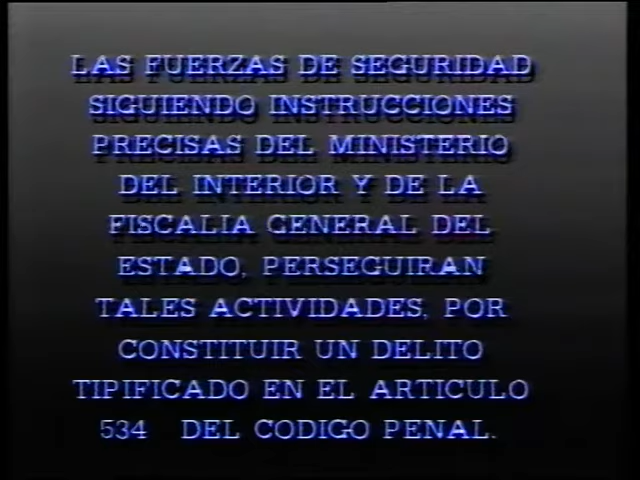 LAS FUERZAS DE SEGURIDAD
SIGUIENDO INSTRUCCIONES
PRECISAS DEL MINISTERIO
DEL INTERIOR Y DE LA
FISCALIA GENERAL DEL
ESTADO, PERSEGUIRAN
TALES ACTIVIDADES, POR
CONSTITUIR UN DELITO
TIPIFICADO EN EL ARTICULO
534 DEL CODIGO PENAL.